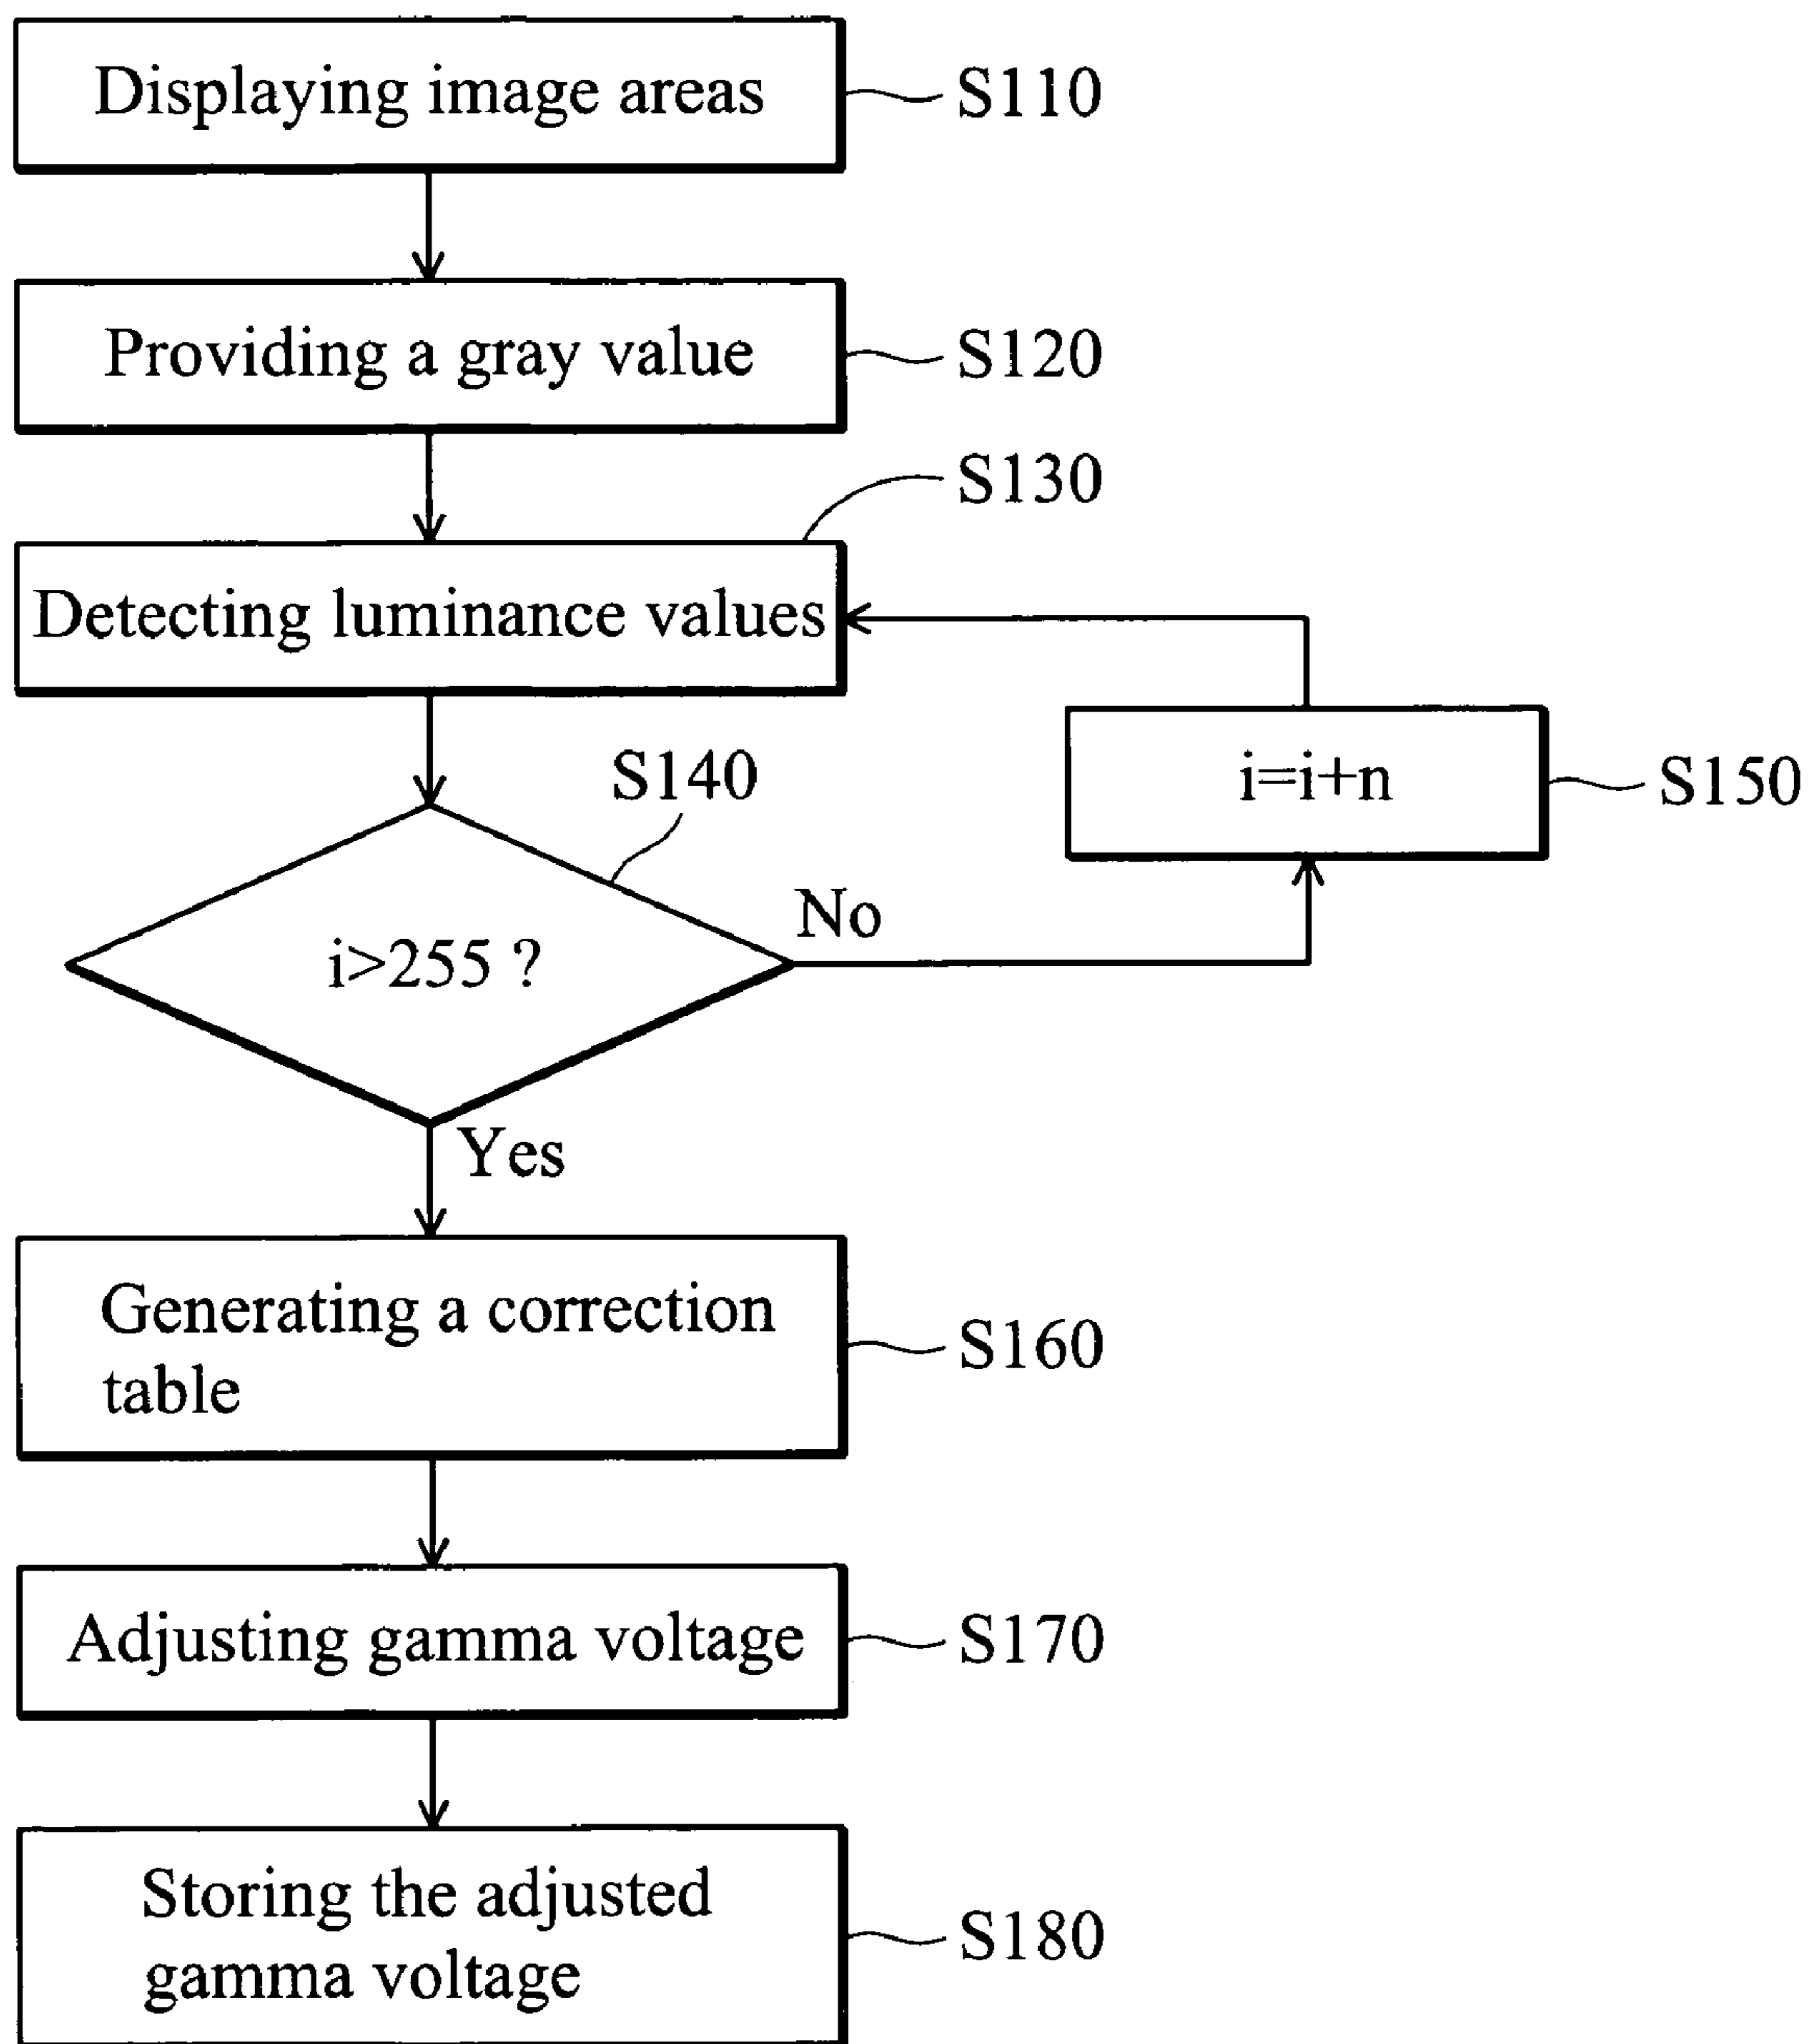 Displaying image areas
S110
Providing a gray value
S120
S130
Detecting luminance values
S140
i=i+n
S150
No
i>255 ?
Yes
Generating a correction
table
S160
Adjusting gamma voltage
S170
Storing the adjusted
gamma voltage
S180